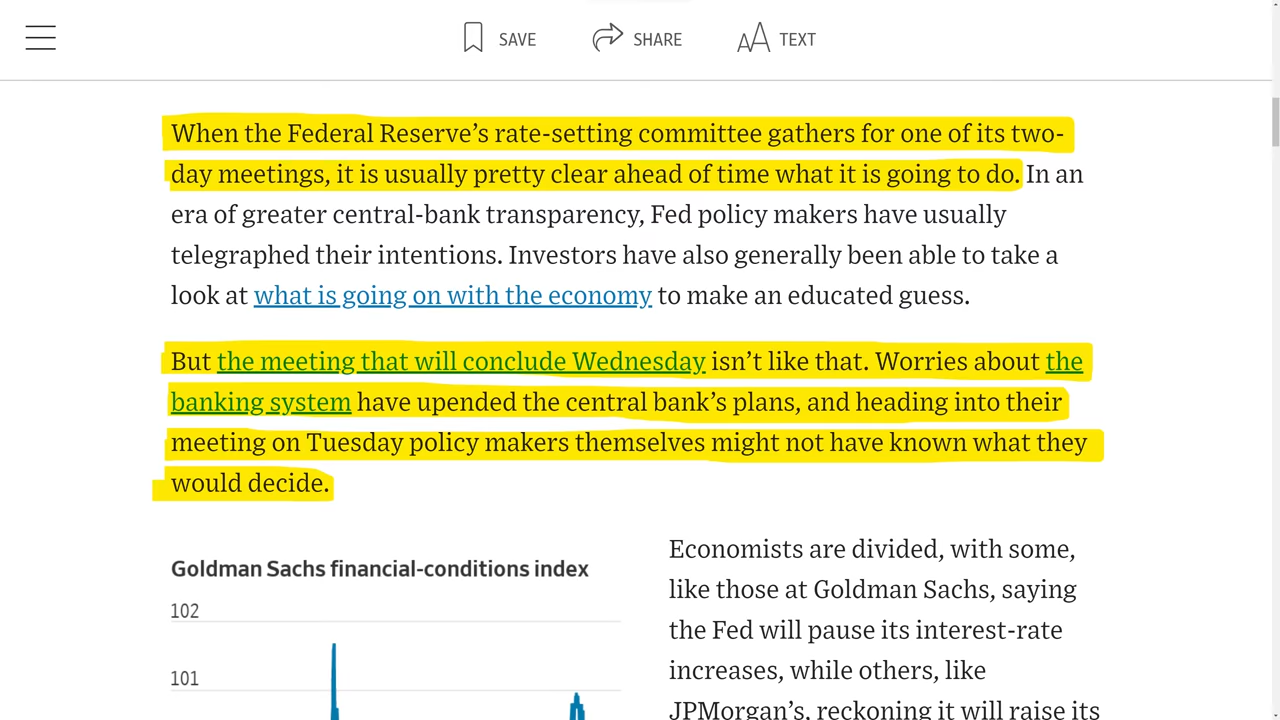 SAVE
SHARE
TEXT
When the Federal Reserve’s rate-setting committee gathers for one of its two-
day meetings, it is usually pretty clear ahead of time what it is going to do. In an
era of greater central-bank transparency, Fed policy makers have usually
telegraphed their intentions. Investors have also generally been able to take a
look at what is going on with the economy to make an educated guess.
But the meeting that will conclude Wednesday isn’t like that. Worries about the
banking system have upended the central bank’s plans, and heading into their
meeting on Tuesday policy makers themselves might not have known what they
would decide.
Goldman Sachs financial-conditions index
102
101
Economists are divided, with some,
like those at Goldman Sachs, saying
the Fed will pause its interest-rate
increases, while others, like
JPMorgan’s, reckoning it will raise its